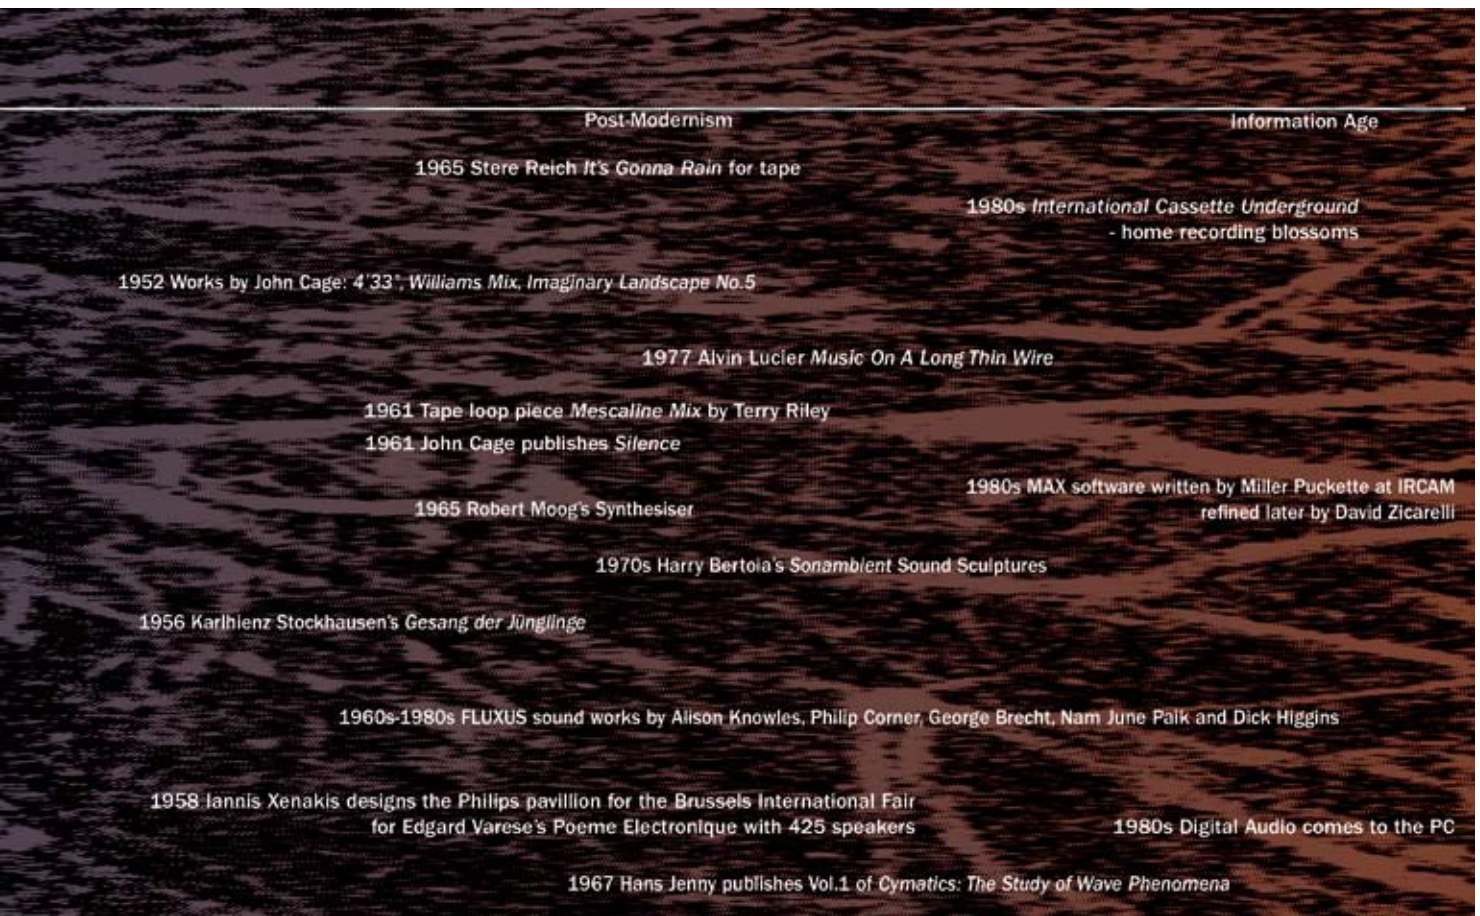 Post-Modernism
Information Age
1965 Stere Reich It's Gonna Rain for tape
1980s International Cassette Underground
- home recording blossoms
1952 Works by John Cage: 4'33", Williams Mix, Imaginary Landscape No.5
1977 Alvin Lucier Music On A Long Thin Wire
1961 Tape loop piece Mescaline Mix by Terry Riley
1961 John Cage publishes Silence
1980s MAX software written by Miller Puckette at IRCAM
refined later by David Zicarelli
1965 Robert Moog's Synthesiser
1970s Harry Bertoia's Sonambient Sound Sculptures
1956 Karlhienz Stockhausen's Gesang der Jünglinge
1960s-1980s FLUXUS sound works by Alison Knowles, Philip Corner, George Brecht, Nam June Paik and Dick Higgins
1958 Iannis Xenakis designs the Philips pavillion for the Brussels International Fair
for Edgard Varese's Poeme Electronique with 425 speakers
1980s Digital Audio comes to the PC
1967 Hans Jenny publishes Vol.1 of Cymatics: The Study of Wave Phenomena